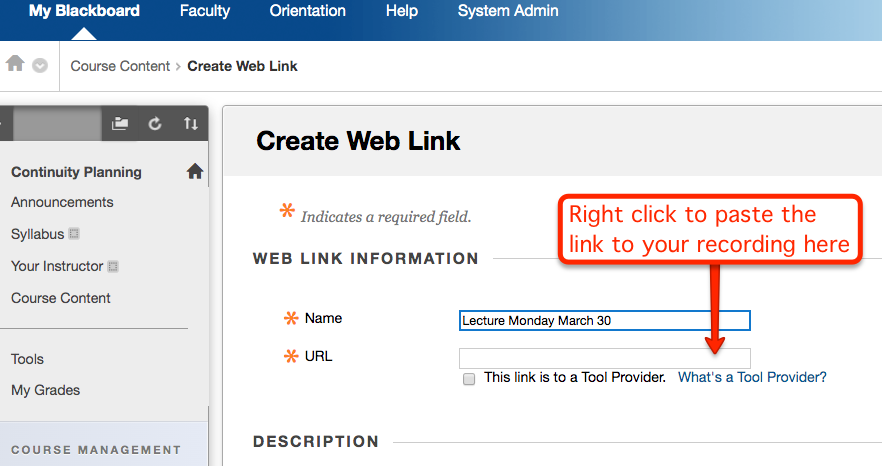 My Blackboard Faculty Orientation Help System Admin
Course Content > Create Web Link
Create Web Link
Continuity Planning
Announcements
Syllabus
Your Instructor
Course Content
Tools
My Grades
COURSE MANAGEMENT
* Indicates a required field.
Right click to paste the
link to your recording here
WEB LINK INFORMATION
* Name Lecture Monday March 30
* URL
This link is to a Tool Provider. What's a Tool Provider?
DESCRIPTION